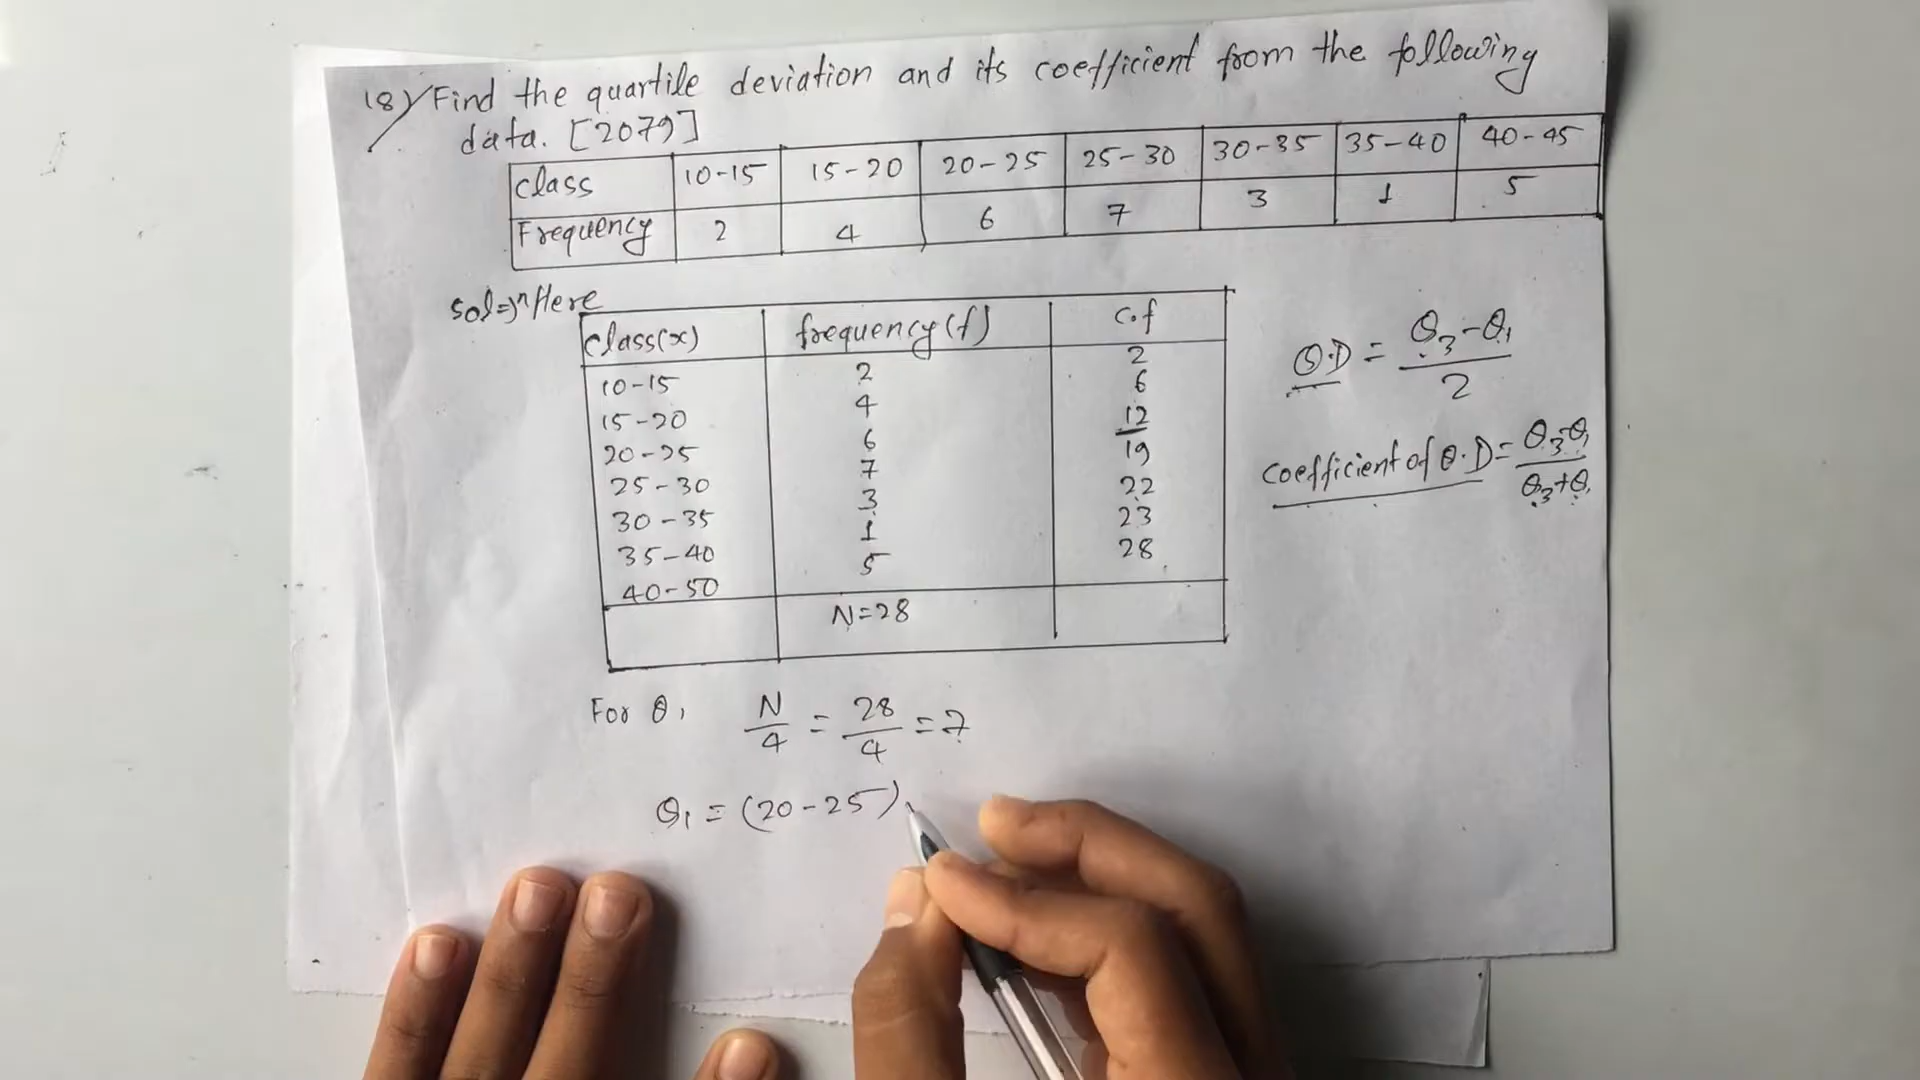 18) Find the quartile deviation and its coefficient from the following
data. [2079]
class 10-15 15-20 20-25 25-30 30-35 35-40 40-45
Frequency 2 4 6 7 3 1 5
Sol=)ⁿ Here
class(x) frequency(f) c.f
10-15 2 2
15-20 4 6
20-25 6 12
25-30 7 19
30-35 3 22
35-40 1 23
40-50 5 28
N=28
Q.D = Q₃-Q₁/2
coefficient of Q.D = Q₃-Q₁/Q₃+Q₁
For Q₁ N/4 = 28/4 = 7
Q₁ = (20-25)